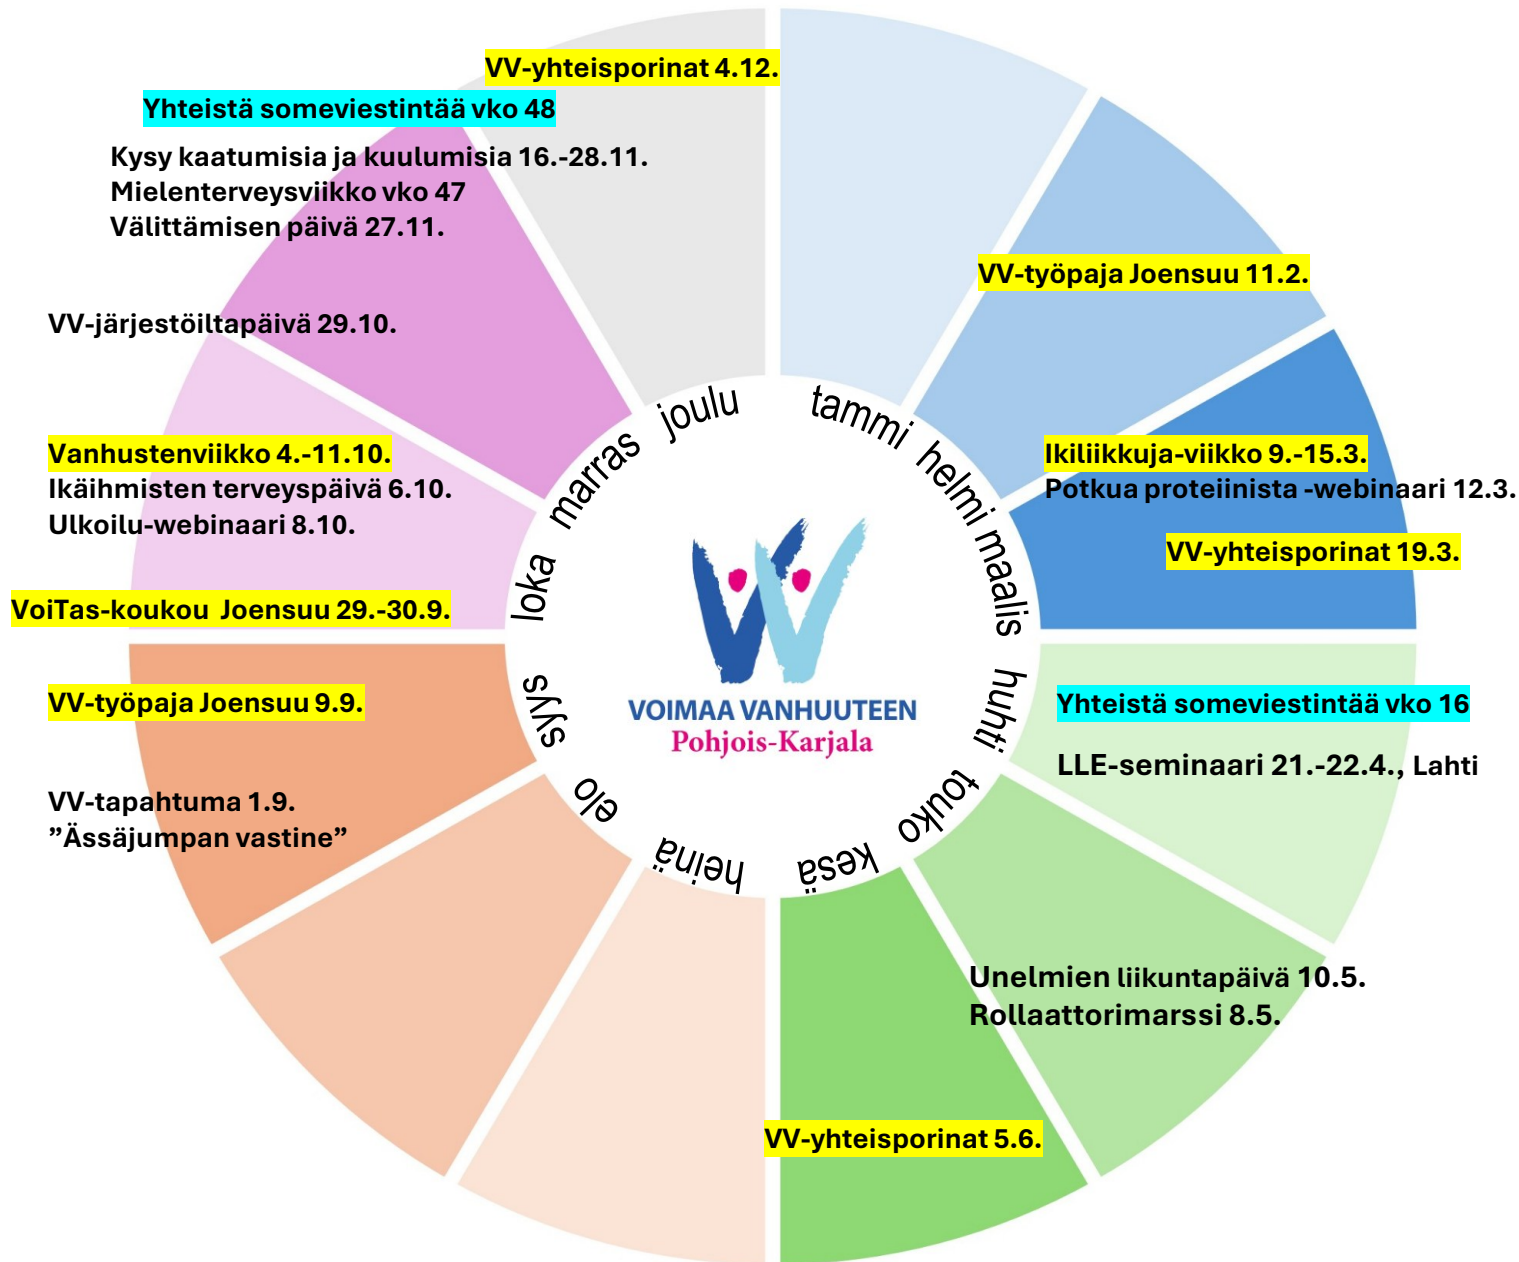 VV-yhteisporinat 4.12.
Yhteistä someviestintää vko 48
Kysy kaatumisia ja kuulumisia 16.-28.11.
Mielenterveysviikko vko 47
Välittämisen päivä 27.11.
VV-järjestöiltapäivä 29.10.
Vanhustenviikko 4.-11.10.
Ikäihmisten terveyspäivä 6.10.
Ulkoilu-webinaari 8.10.
VoiTas-koukou Joensuu 29.-30.9.
VV-työpaja Joensuu 9.9.
VV-tapahtuma 1.9.
”Ässäjumpan vastine”
VV-työpaja Joensuu 11.2.
Ikiliikkuja-viikko 9.-15.3.
Potkua proteiinista -webinaari 12.3.
VV-yhteisporinat 19.3.
Yhteistä someviestintää vko 16
LLE-seminaari 21.-22.4., Lahti
Unelmien liikuntapäivä 10.5.
Rollaattorimarssi 8.5.
VV-yhteisporinat 5.6.
tammi
helmi
maalis
huhti
touko
kesä
heinä
elo
syys
loka
marras
joulu
VOIMAA VANHUUTEEN
Pohjois-Karjala